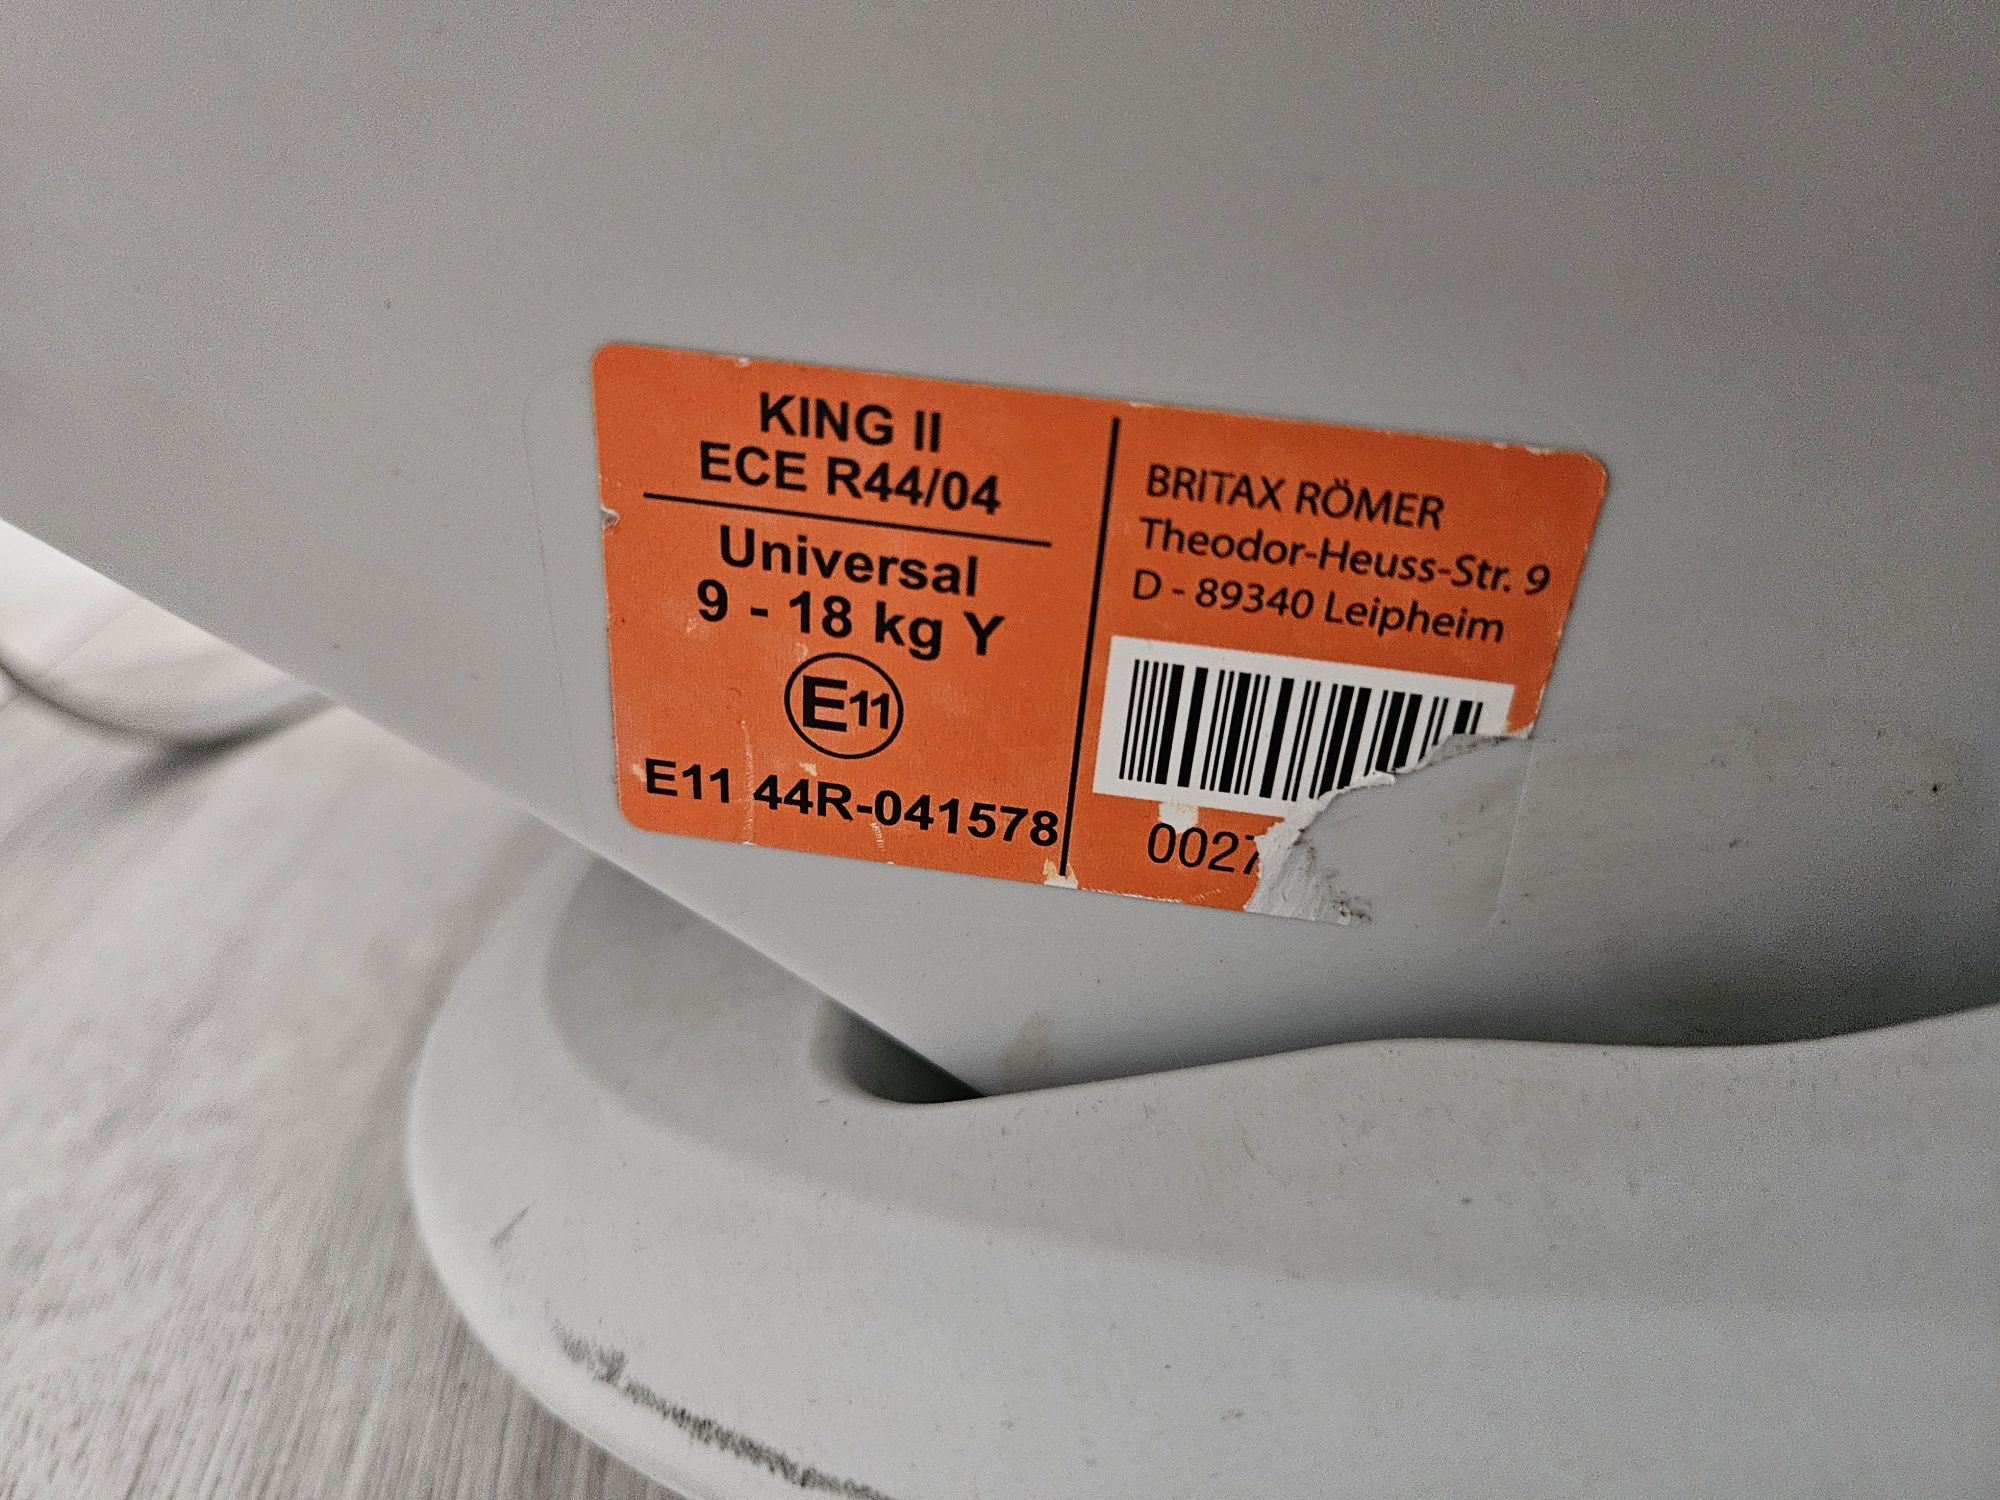 KING II
ECE R44/04
Universal
9 - 18 kg Y
E11
E11 44R-041578
BRITAX RÖMER
Theodor-Heuss-Str. 9
D - 89340 Leipheim
0027